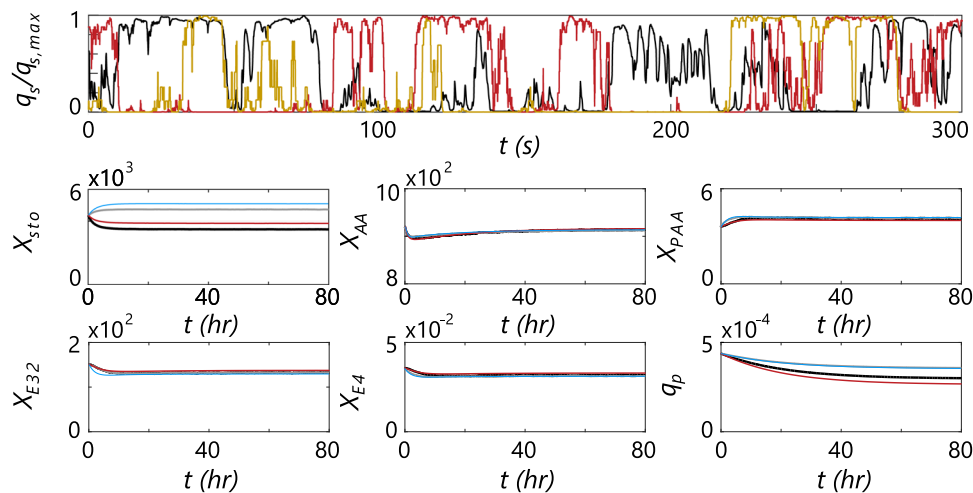 1
q_s/q_s,max
0
0 100 200 300
t (s)
x10^3 x10^2
6 10 6
X_sto X_AA X_PAA
0 8 0
0 40 80 0 40 80 0 40 80
t (hr) t (hr) t (hr)
x10^2 x10^-2 x10^-4
2 5 5
X_E32 X_E4 q_p
0 0 0
0 40 80 0 40 80 0 40 80
t (hr) t (hr) t (hr)